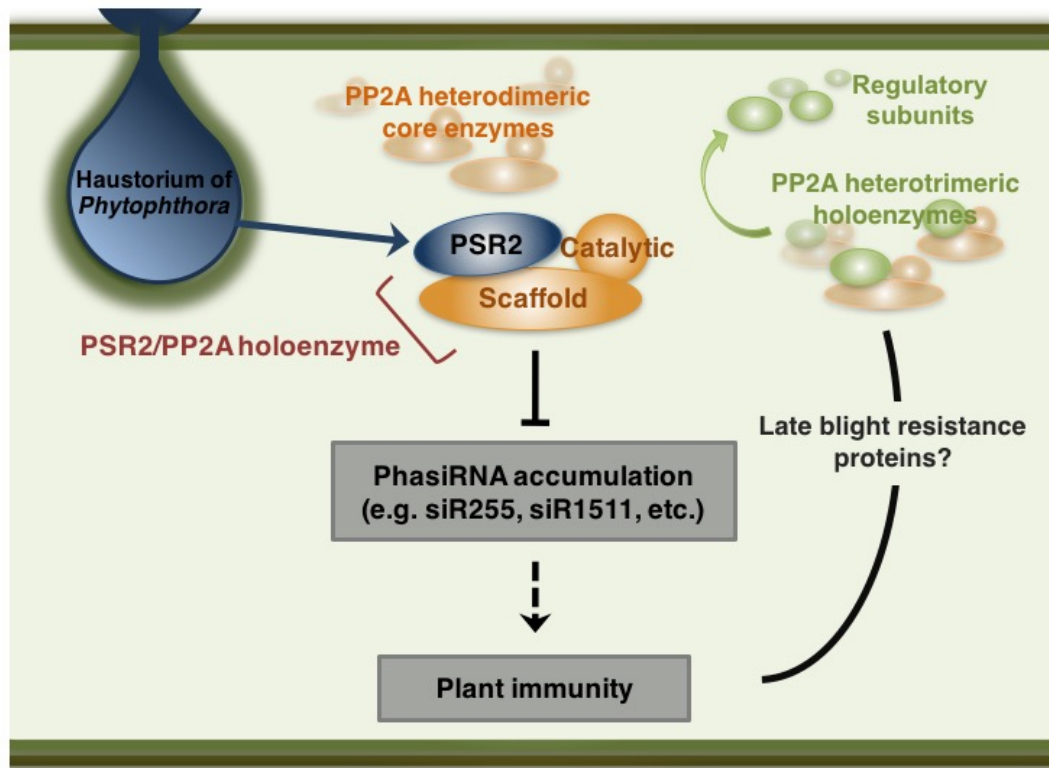 PP2A heterodimeric
core enzymes
Regulatory
subunits
Haustorium of
Phytophthora
PP2A heterotrimeric
holoenzymes
PSR2
Catalytic
Scaffold
PSR2/PP2A holoenzyme
Late blight resistance
proteins?
PhasiRNA accumulation
(e.g. siR255, siR1511, etc.)
Plant immunity